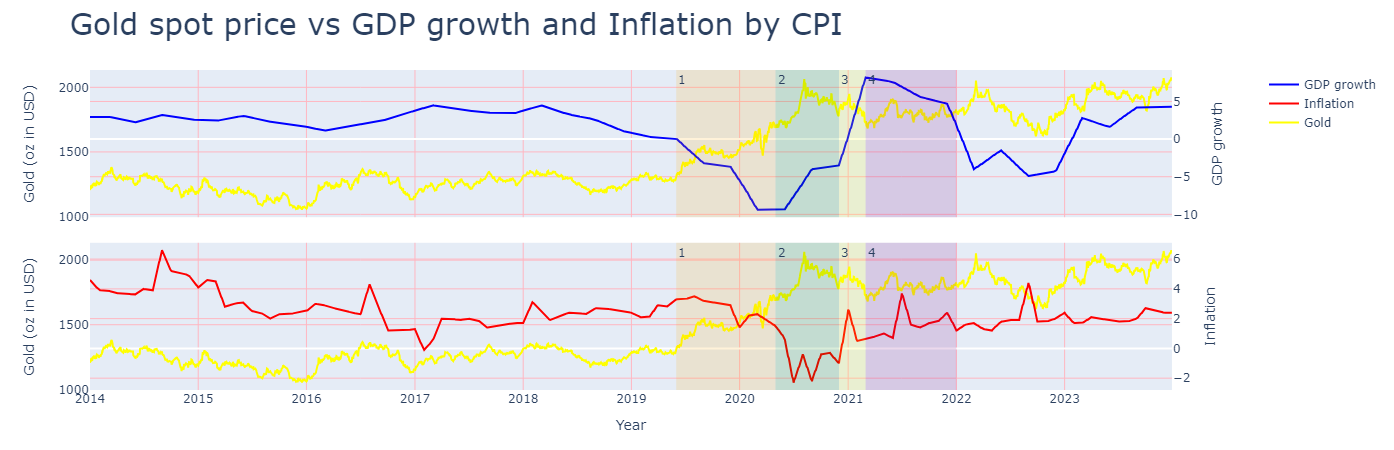 Gold spot price vs GDP growth and Inflation by CPI
Gold (oz in USD)
2000
1500
1000
1
2
3
4
5
0
−5
−10
GDP growth
GDP growth
Inflation
Gold
Gold (oz in USD)
2000
1500
1000
1
2
3
4
6
4
2
0
−2
Inflation
2014 2015 2016 2017 2018 2019 2020 2021 2022 2023
Year